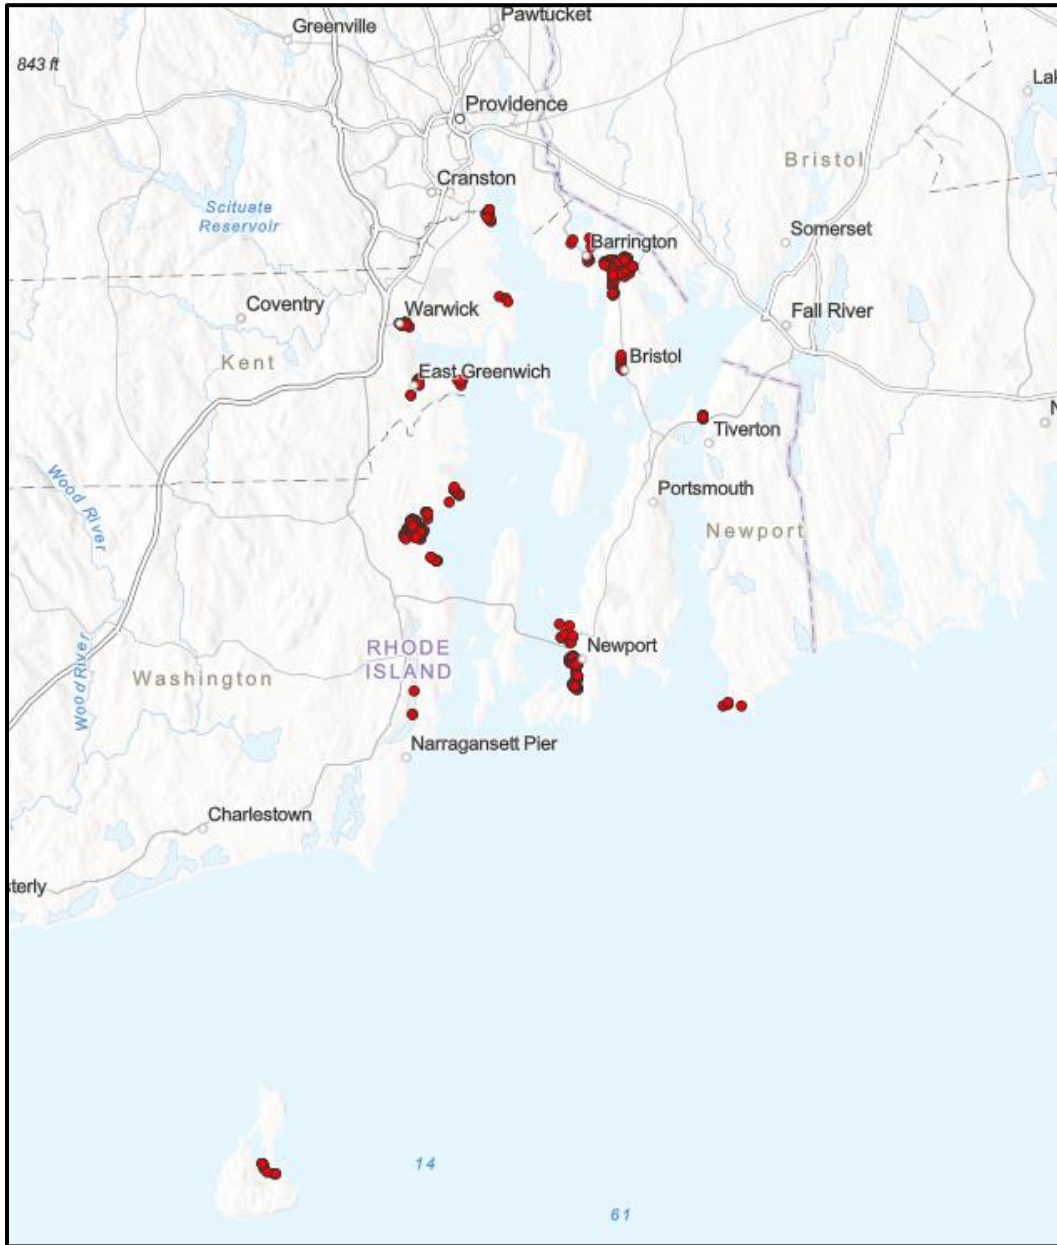 Pawtucket
Greenville
843 ft
Lak
Providence
Bristol
Cranston
Scituate
Reservoir
Somerset
Barrington
Coventry
Warwick
Fall River
Kent
Bristol
East Greenwich
N
Tiverton
Wood River
Portsmouth
Newport
Wood River
RHODE
ISLAND
Newport
Washington
Narragansett Pier
Charlestown
sterly
14
61